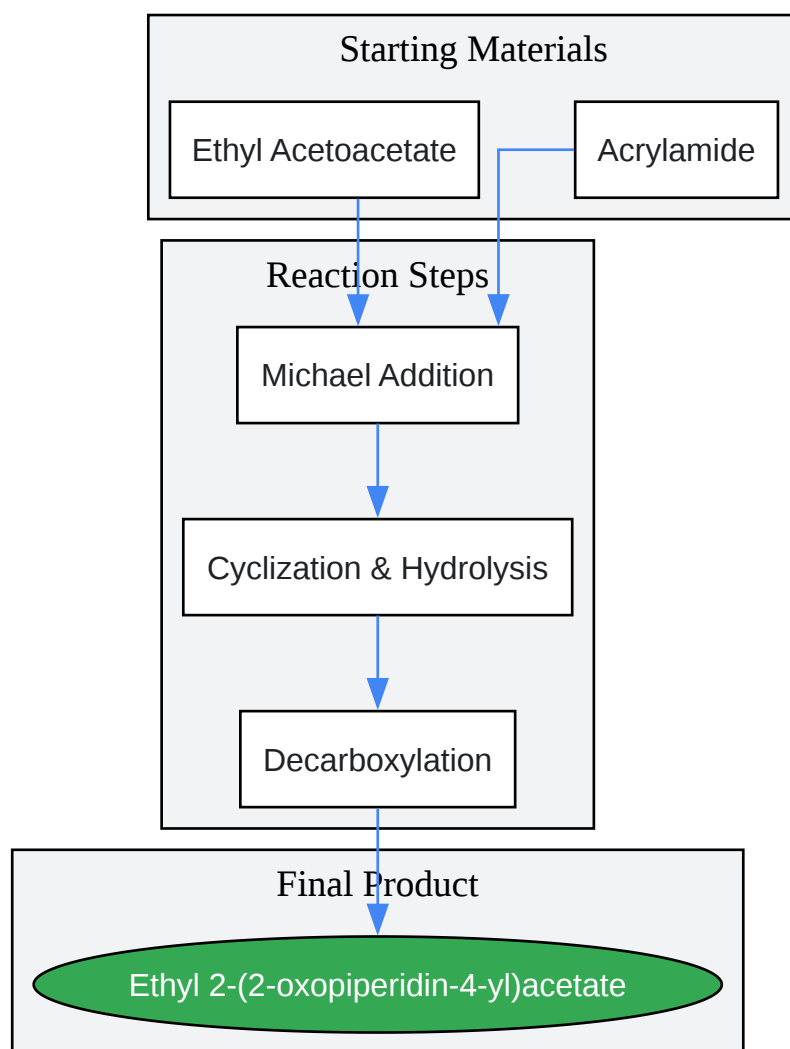 Starting Materials
Ethyl Acetoacetate
Acrylamide
Reaction Steps
Michael Addition
Cyclization & Hydrolysis
Decarboxylation
Final Product
Ethyl 2-(2-oxopiperidin-4-yl)acetate